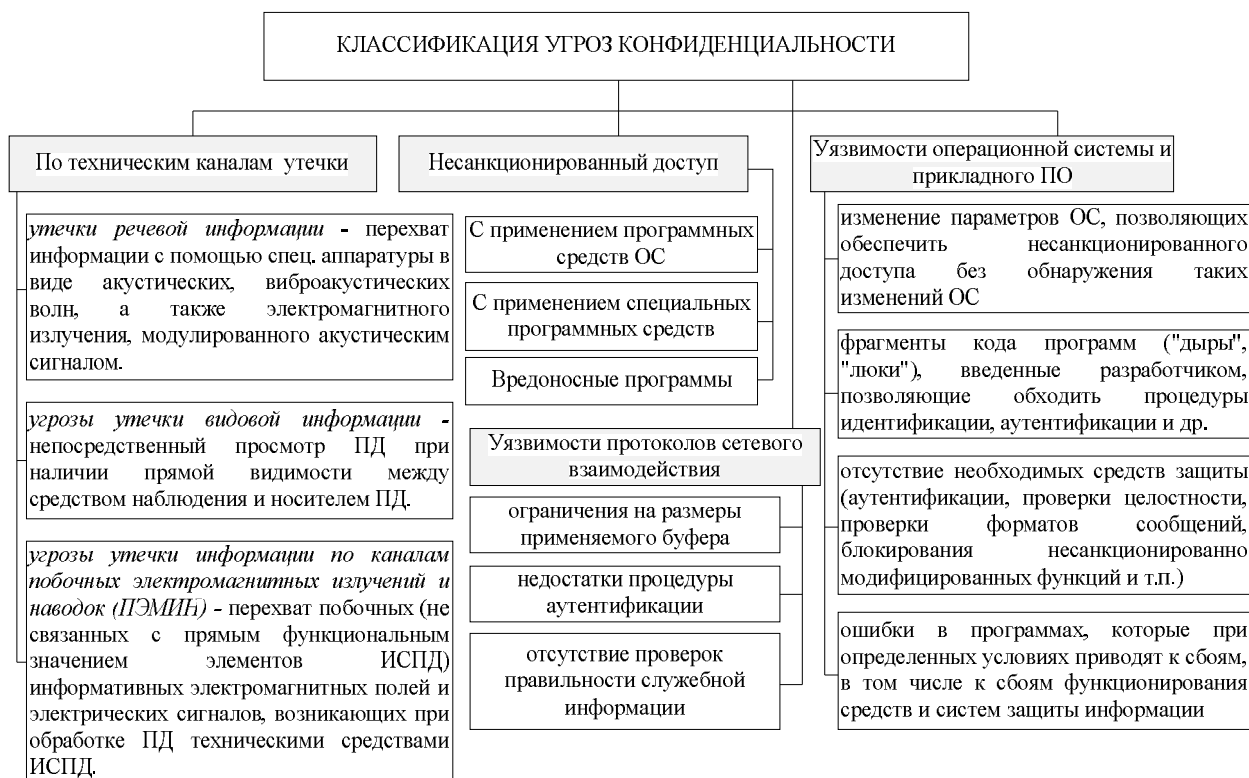 КЛАССИФИКАЦИЯ УГРОЗ КОНФИДЕНЦИАЛЬНОСТИ
По техническим каналам утечки
утечки речевой информации - перехват
информации с помощью спец. аппаратуры в
виде акустических, виброакустических
волн, а также электромагнитного
излучения, модулированного акустическим
сигналом.
угрозы утечки видовой информации -
непосредственный просмотр ПД при
наличии прямой видимости между
средством наблюдения и носителем ПД.
угрозы утечки информации по каналам
побочных электромагнитных излучений и
наводок (ПЭМИН) - перехват побочных (не
связанных с прямым функциональным
значением элементов ИСПД)
информативных электромагнитных полей и
электрических сигналов, возникающих при
обработке ПД техническими средствами
ИСПД.
Несанкционированный доступ
С применением программных
средств ОС
С применением специальных
программных средств
Вредоносные программы
Уязвимости протоколов сетевого
взаимодействия
ограничения на размеры
применяемого буфера
недостатки процедуры
аутентификации
отсутствие проверок
правильности служебной
информации
Уязвимости операционной системы и
прикладного ПО
изменение параметров ОС, позволяющих
обеспечить несанкционированного
доступа без обнаружения таких
изменений ОС
фрагменты кода программ ("дыры",
"люки"), введенные разработчиком,
позволяющие обходить процедуры
идентификации, аутентификации и др.
отсутствие необходимых средств защиты
(аутентификации, проверки целостности,
проверки форматов сообщений,
блокирования несанкционированно
модифицированных функций и т.п.)
ошибки в программах, которые при
определенных условиях приводят к сбоям,
в том числе к сбоям функционирования
средств и систем защиты информации